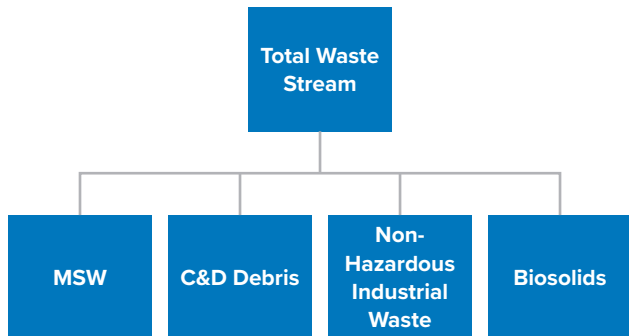 Total Waste
Stream
MSW
C&D Debris
Non-
Hazardous
Industrial
Waste
Biosolids